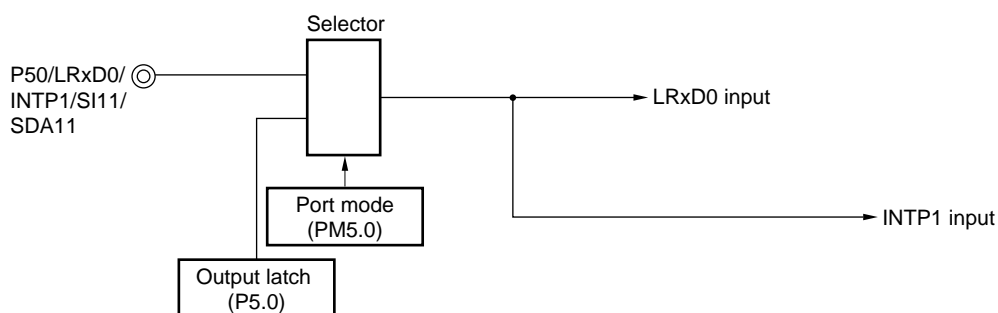 Selector
P50/LRxD0/
INTP1/SI11/
SDA11
LRxD0 input
Port mode
(PM5.0)
INTP1 input
Output latch
(P5.0)